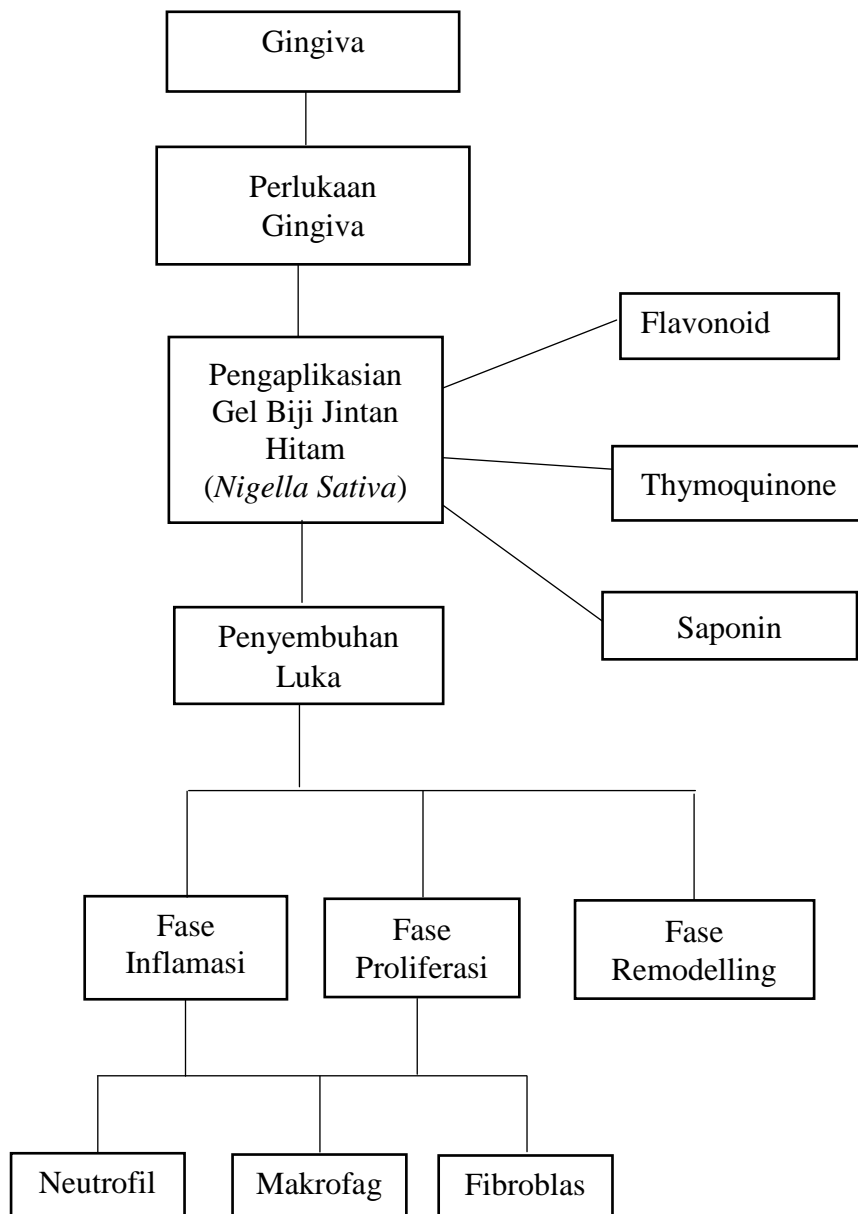 Gingiva
Perlukaan
Gingiva
Flavonoid
Pengaplikasian
Gel Biji Jintan
Hitam
(Nigella Sativa)
Thymoquinone
Saponin
Penyembuhan
Luka
Fase
Inflamasi
Fase
Proliferasi
Fase
Remodelling
Neutrofil
Makrofag
Fibroblas